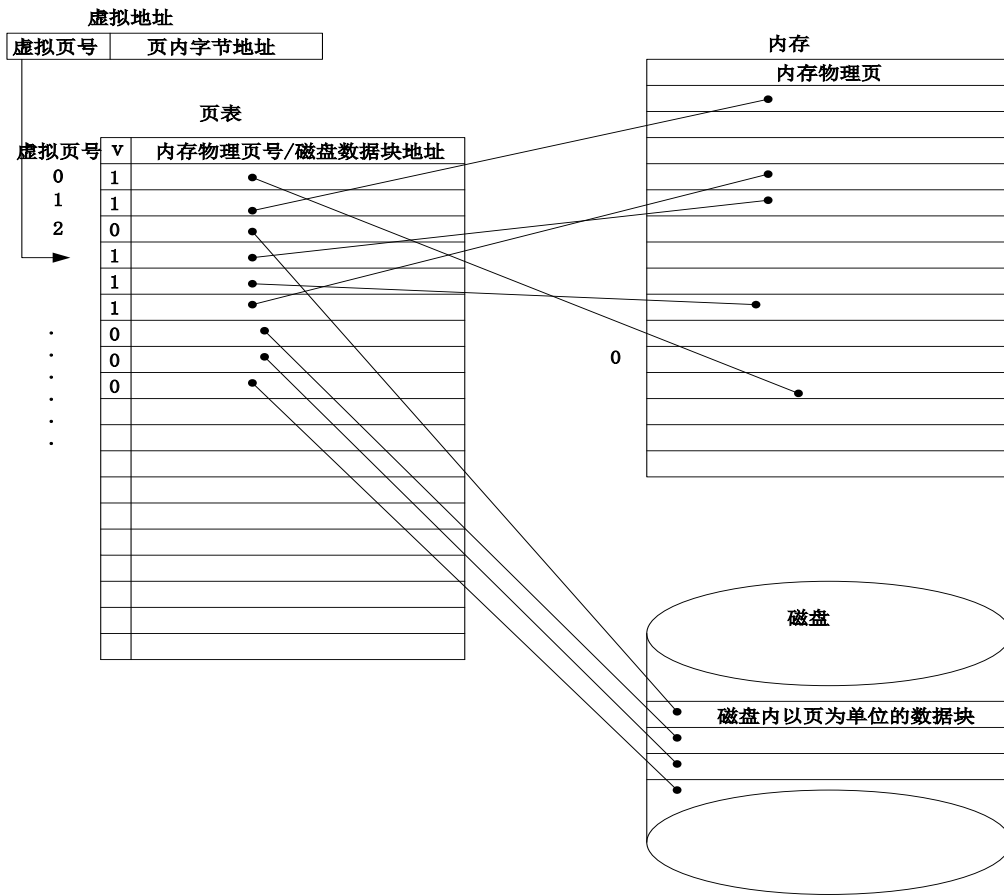 虚拟地址
虚拟页号 页内字节地址
内存
内存物理页
页表
虚拟页号 v 内存物理页号/磁盘数据块地址
0 1
1 1
2 0
1
1
1
0
0 0
0
磁盘
磁盘内以页为单位的数据块